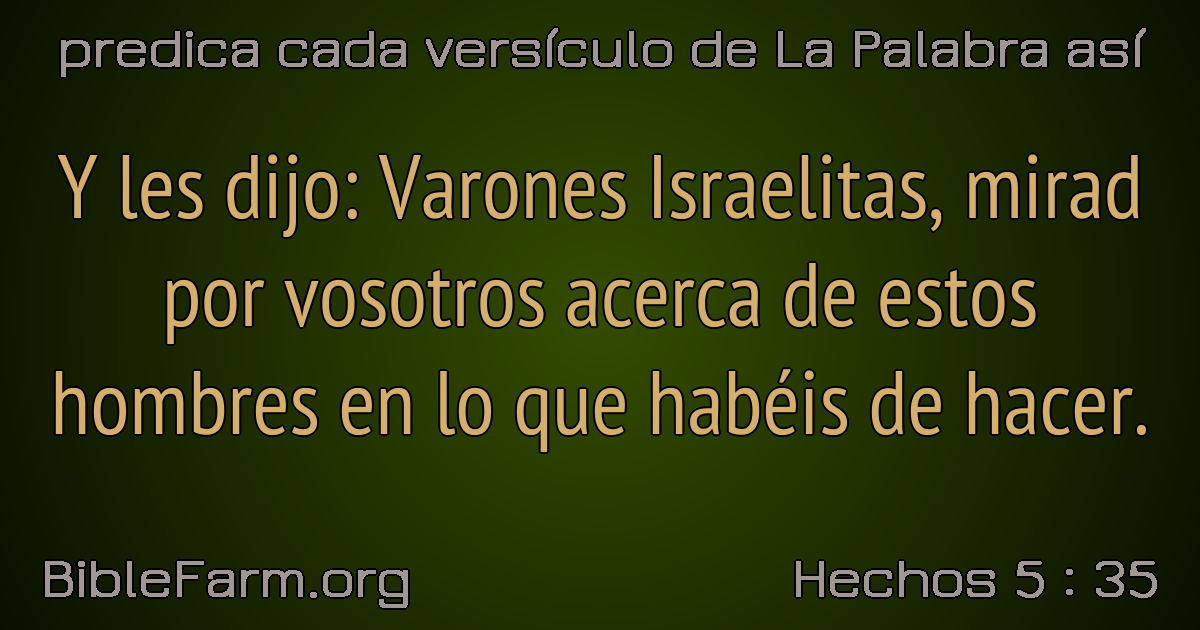 predica cada versículo de La Palabra así
Y les dijo: Varones Israelitas, mirad
por vosotros acerca de estos
hombres en lo que habéis de hacer.
BibleFarm.org
Hechos 5 : 35